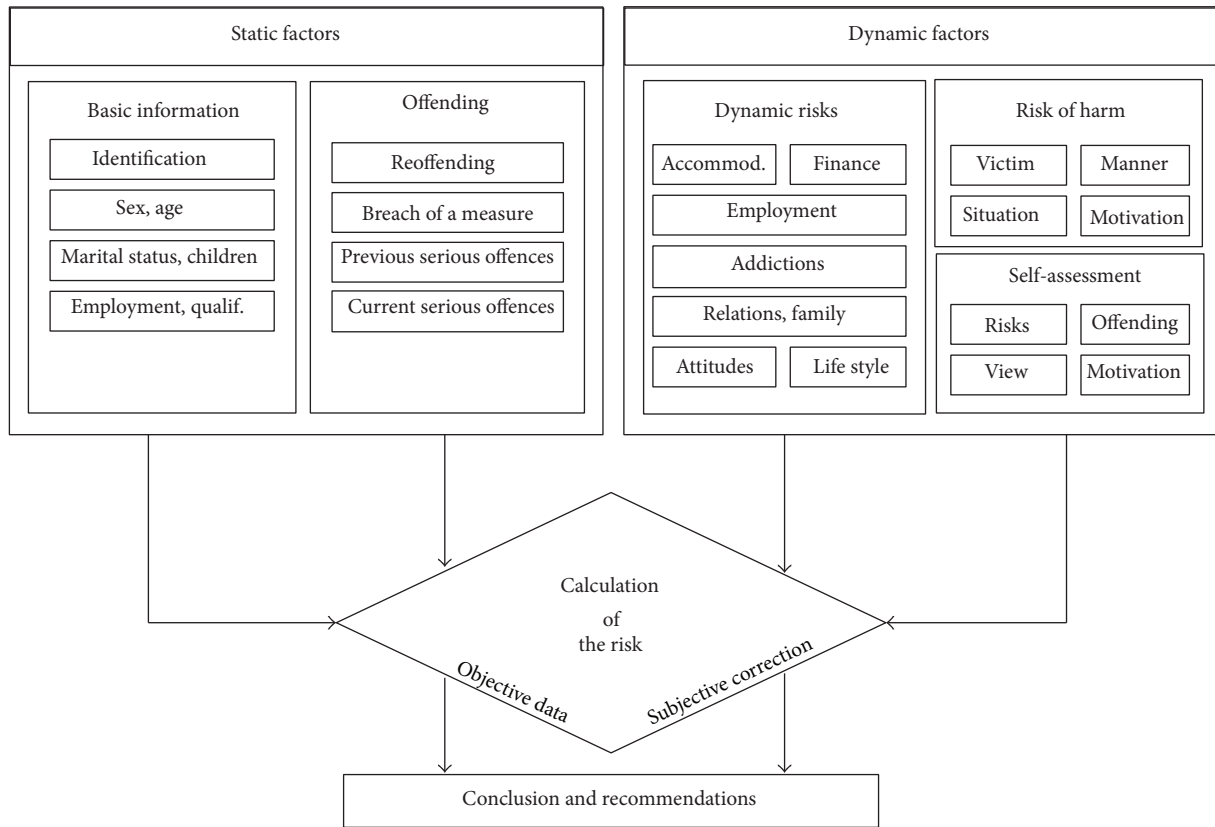 Static factors
Basic information
Identification
Sex, age
Marital status, children
Employment, qualif.
Offending
Reoffending
Breach of a measure
Previous serious offences
Current serious offences
Dynamic factors
Dynamic risks
Accommod.
Finance
Employment
Addictions
Relations, family
Attitudes
Life style
Risk of harm
Victim
Manner
Situation
Motivation
Self-assessment
Risks
Offending
View
Motivation
Calculation
of
the risk
Objective data
Subjective correction
Conclusion and recommendations